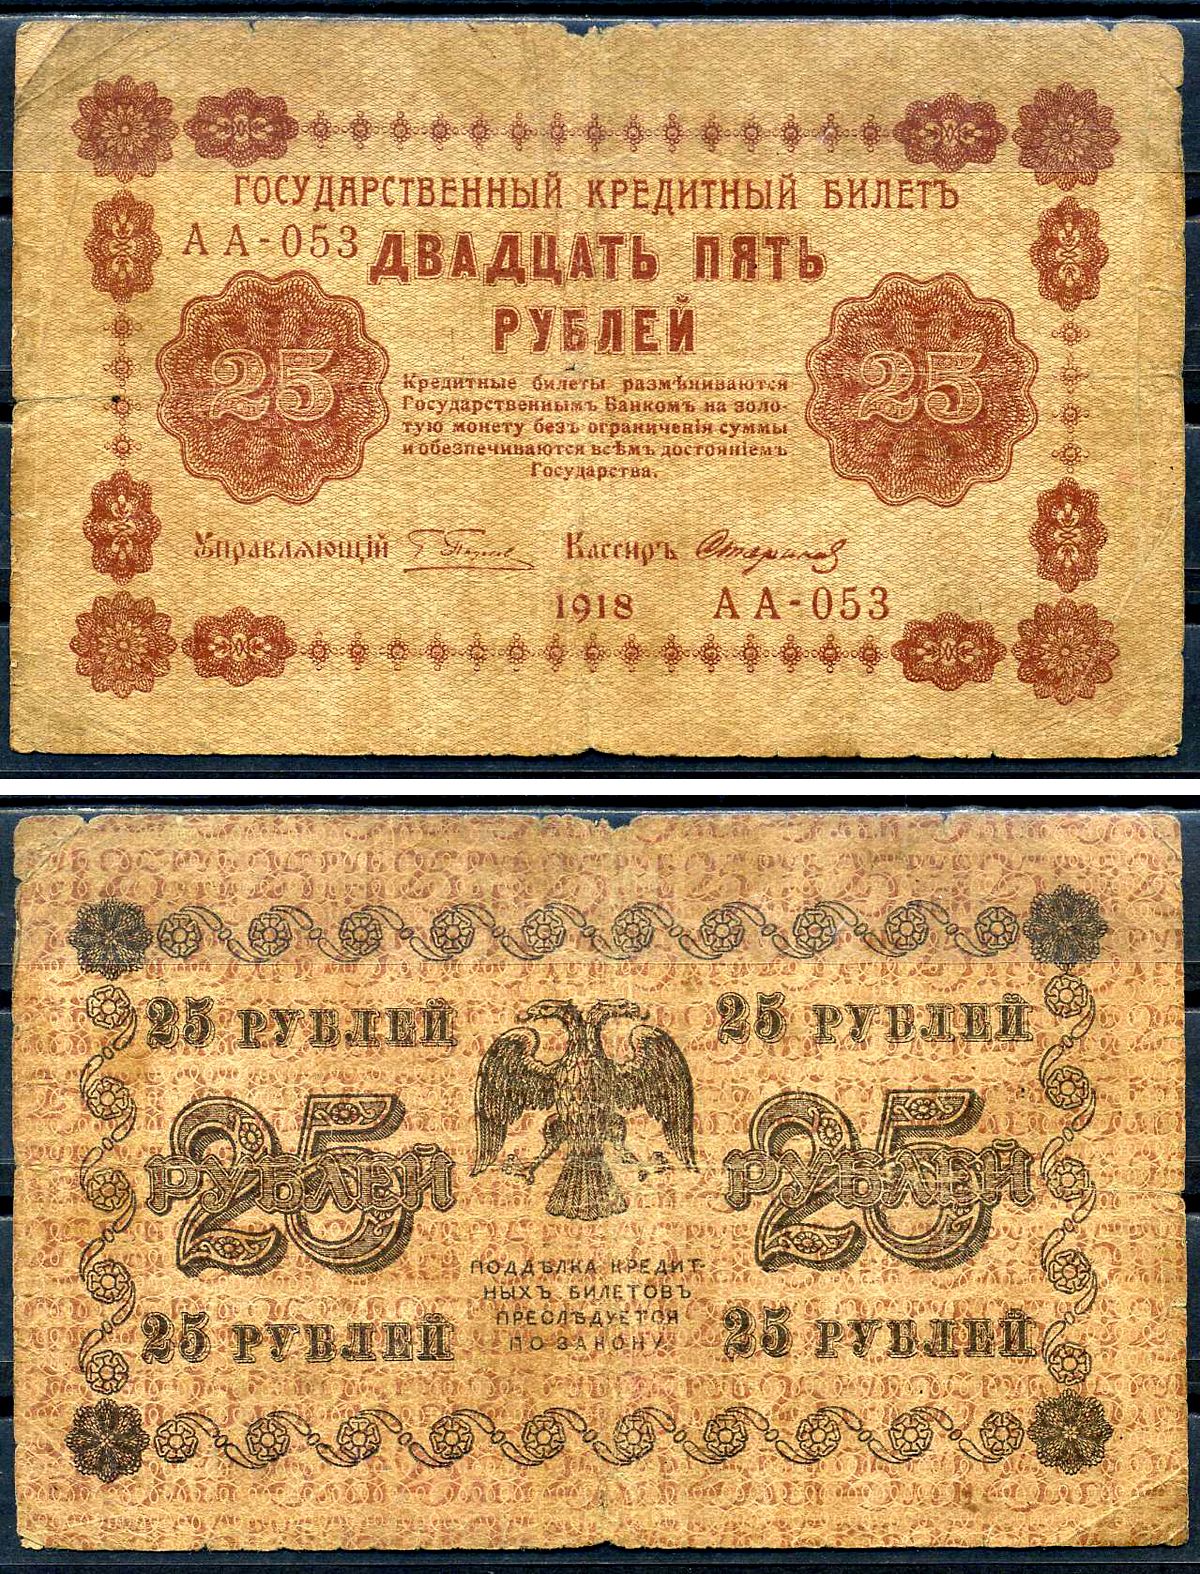 ГОСУДАРСТВЕННЫЙ КРЕДИТНЫЙ БИЛЕТЪ
АА-053
ДВАДЦАТЬ ПЯТЬ
РУБЛЕЙ
25
25
Кредитные билеты размѣниваются
Государственнымъ Банкомъ на золо-
тую монету безъ ограниченія суммы
и обезпечиваются всѣмъ достояніемъ
Государства.
Управляющій
Кассиръ
1918 АА-053
25 РУБЛЕЙ
25 РУБЛЕЙ
25 РУБЛЕЙ
25 РУБЛЕЙ
ПОДДѢЛКА КРЕДИТ-
НЫХЪ БИЛЕТОВЪ
ПРЕСЛѢДУЕТСЯ
ПО ЗАКОНУ
25 РУБЛЕЙ
25 РУБЛЕЙ